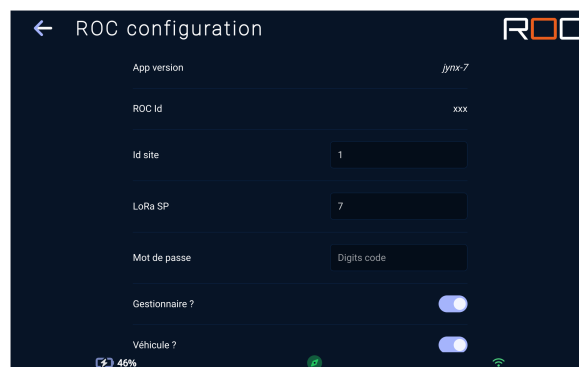 ROC configuration
ROC
App version
jynx-7
ROC Id
xxx
Id site
1
LoRa SP
7
Mot de passe
Digits code
Gestionnaire ?
Véhicule ?
46%